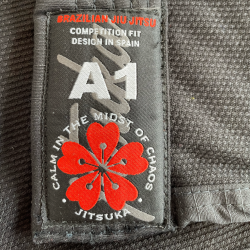 BRAZILIAN JIU-JITSU
COMPETITION FIT
DESIGN IN SPAIN
A1
CALM IN THE MIDST OF CHAOS
· JITSUKA ·